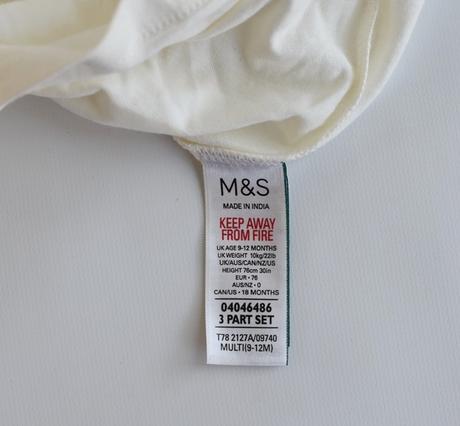 M&S
MADE IN INDIA
KEEP AWAY
FROM FIRE
UK AGE 9-12 MONTHS
UK WEIGHT 10kg/22lb
UK/AUS/CAN/NZ/US
HEIGHT 76cm 30in
EUR • 76
AUS/NZ • 0
CAN/US • 18 MONTHS
04046486
3 PART SET
T78 2127A/09740
MULTI(9-12M)